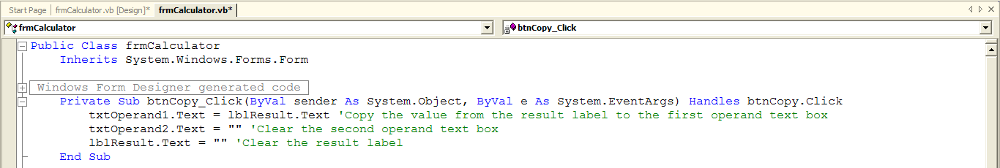 Start Page frmCalculator.vb [Design]* frmCalculator.vb*
frmCalculator btnCopy_Click
Public Class frmCalculator
Inherits System.Windows.Forms.Form
Windows Form Designer generated code
Private Sub btnCopy_Click(ByVal sender As System.Object, ByVal e As System.EventArgs) Handles btnCopy.Click
txtOperand1.Text = lblResult.Text 'Copy the value from the result label to the first operand text box
txtOperand2.Text = "" 'Clear the second operand text box
lblResult.Text = "" 'Clear the result label
End Sub